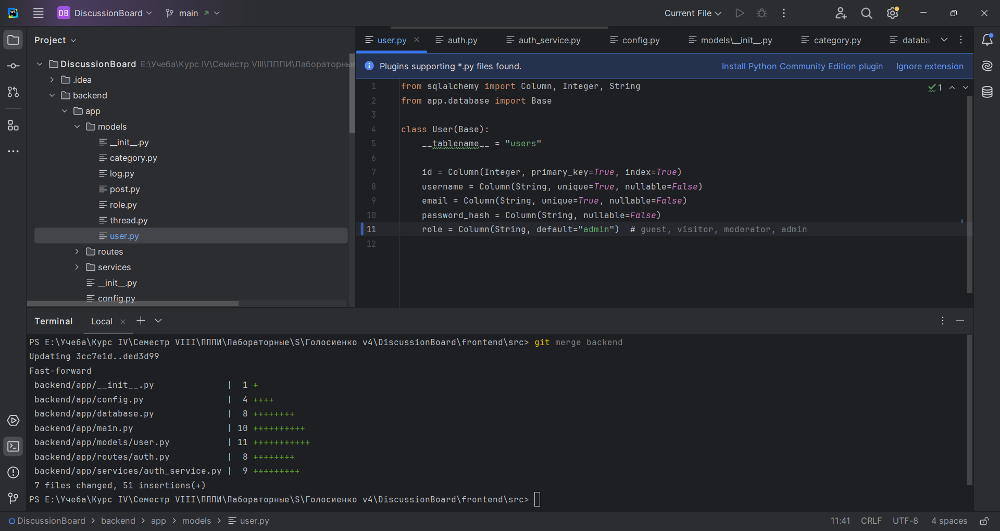 WS
DB DiscussionBoard
main
Current File
Project
DiscussionBoard E:\Учеба\Курс IV\Семестр VIII\ПППИ\Лабораторные
.idea
backend
app
models
__init__.py
category.py
log.py
post.py
role.py
thread.py
user.py
routes
services
__init__.py
config.py
user.py auth.py auth_service.py config.py models\__init__.py category.py databa
Plugins supporting *.py files found. Install Python Community Edition plugin Ignore extension
1 from sqlalchemy import Column, Integer, String
1
2 from app.database import Base
3
4 class User(Base):
5 __tablename__ = "users"
6
7 id = Column(Integer, primary_key=True, index=True)
8 username = Column(String, unique=True, nullable=False)
9 email = Column(String, unique=True, nullable=False)
10 password_hash = Column(String, nullable=False)
11 role = Column(String, default="admin") # guest, visitor, moderator, admin
12
Terminal Local
PS E:\Учеба\Курс IV\Семестр VIII\ПППИ\Лабораторные\S\Голосиенко v4\DiscussionBoard\frontend\src> git merge backend
Updating 3cc7e1d..ded3d99
Fast-forward
backend/app/__init__.py | 1 +
backend/app/config.py | 4 ++++
backend/app/database.py | 8 ++++++++
backend/app/main.py | 10 ++++++++++
backend/app/models/user.py | 11 +++++++++++
backend/app/routes/auth.py | 8 ++++++++
backend/app/services/auth_service.py | 9 +++++++++
7 files changed, 51 insertions(+)
PS E:\Учеба\Курс IV\Семестр VIII\ПППИ\Лабораторные\S\Голосиенко v4\DiscussionBoard\frontend\src>
DiscussionBoard > backend > app > models > user.py
11:41 CRLF UTF-8 4 spaces